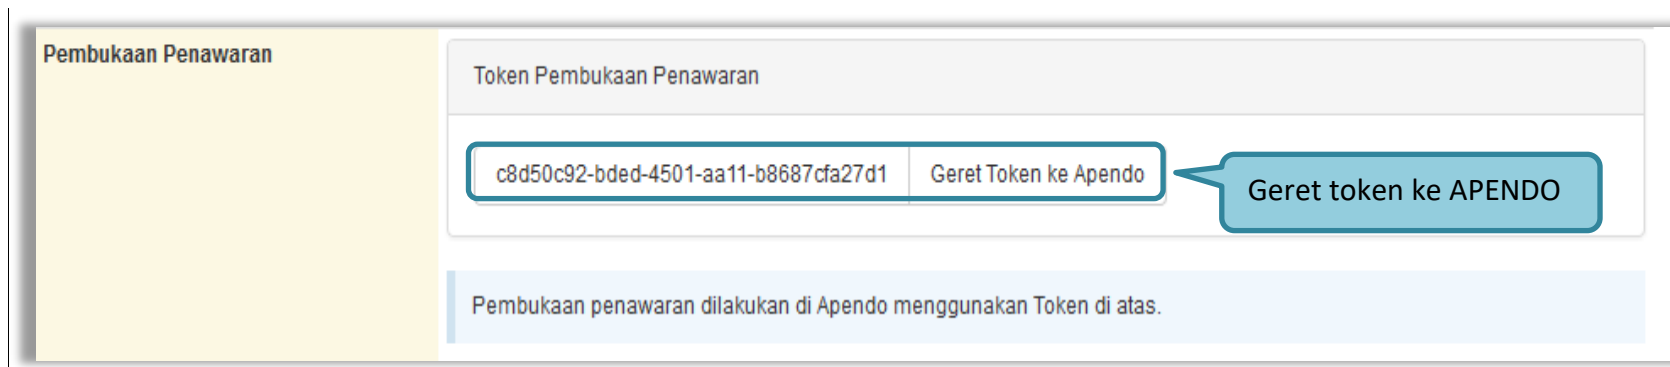 Pembukaan Penawaran
Token Pembukaan Penawaran
c8d50c92-bded-4501-aa11-b8687cfa27d1
Geret Token ke Apendo
Geret token ke APENDO
Pembukaan penawaran dilakukan di Apendo menggunakan Token di atas.